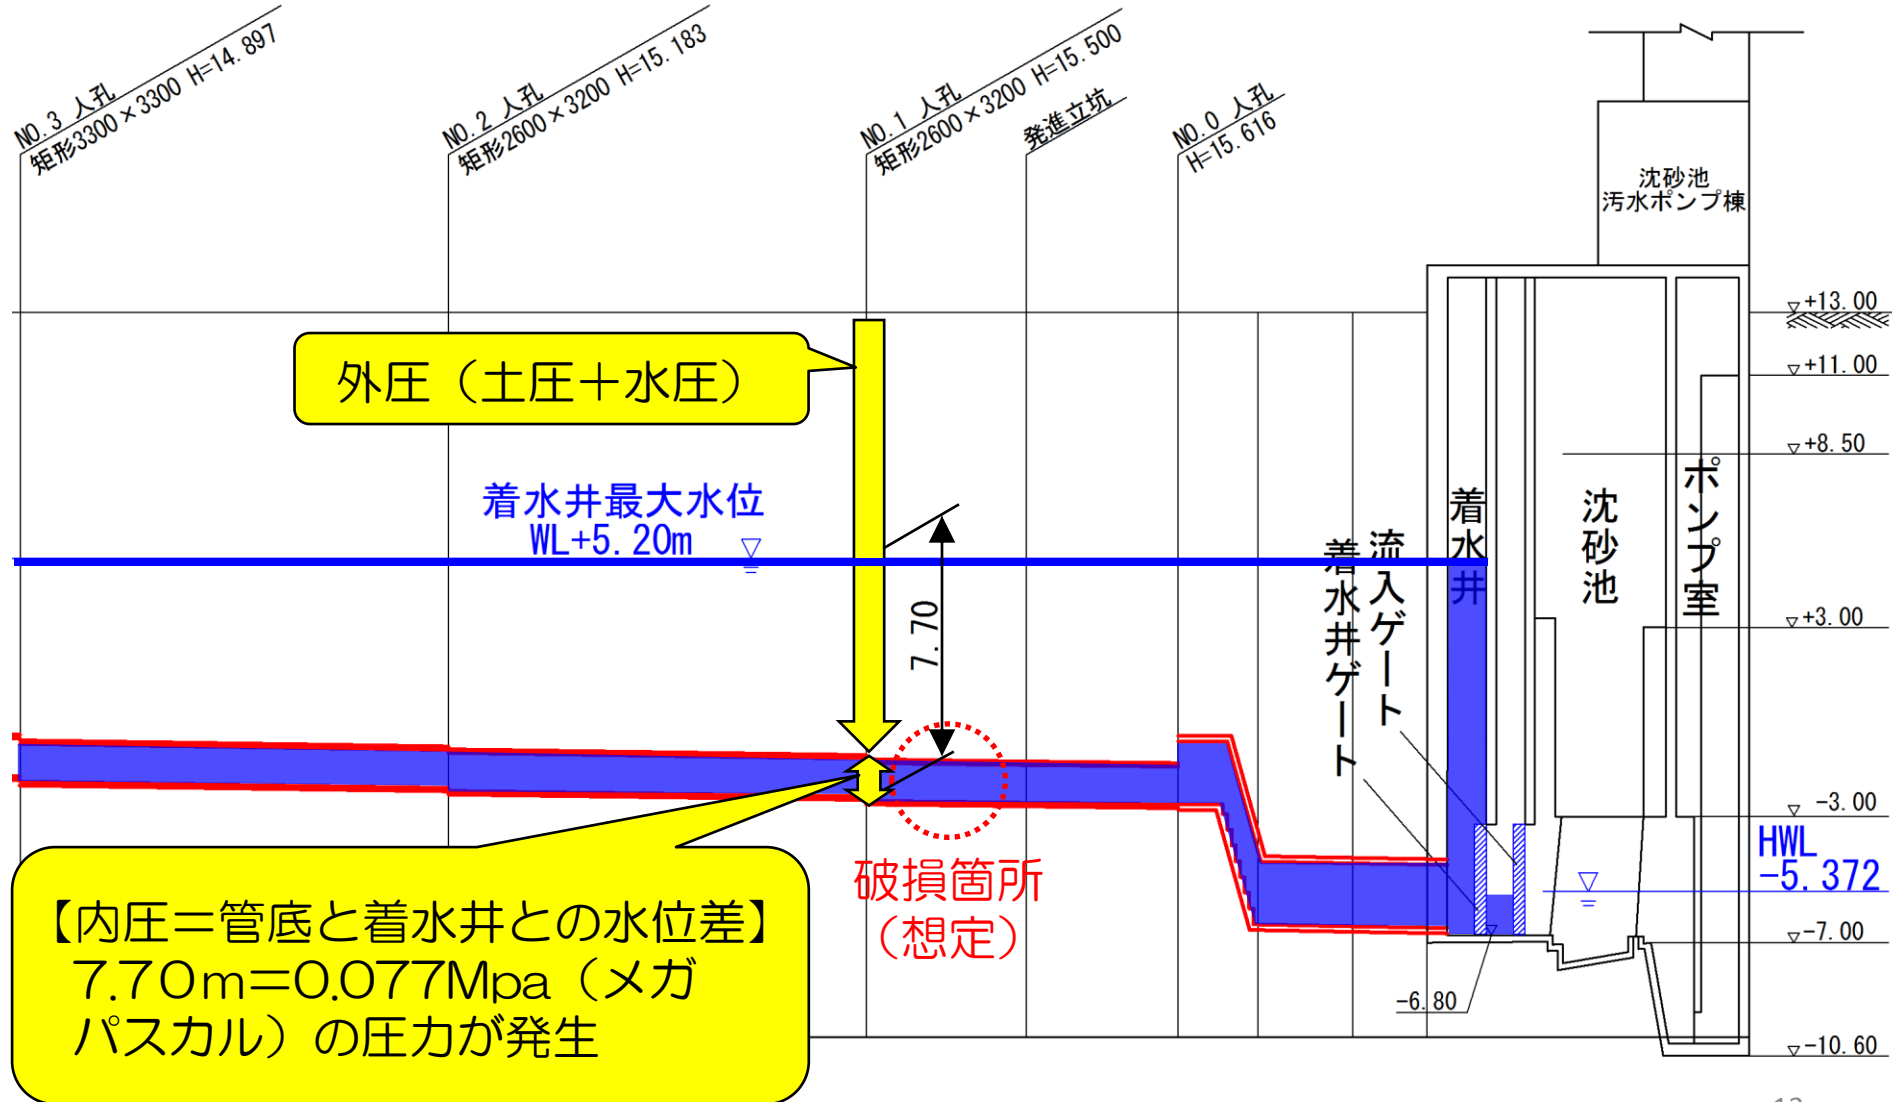 NO.3 人孔
矩形3300×3300 H=14.897
NO.2 人孔
矩形2600×3200 H=15.183
NO.1 人孔
矩形2600×3200 H=15.500
発進立坑
NO.0 人孔
H=15.616
沈砂池
汚水ポンプ棟
+13.00
+11.00
+8.50
+3.00
-3.00
HWL
-5.372
-7.00
-6.80
-10.60
外圧（土圧＋水圧）
着水井最大水位
WL+5.20m
7.70
着水井ゲート
流入ゲート
着水井
沈砂池
ポンプ室
破損箇所
（想定）
【内圧＝管底と着水井との水位差】
7.70ｍ＝0.077Mpa（メガ
パスカル）の圧力が発生